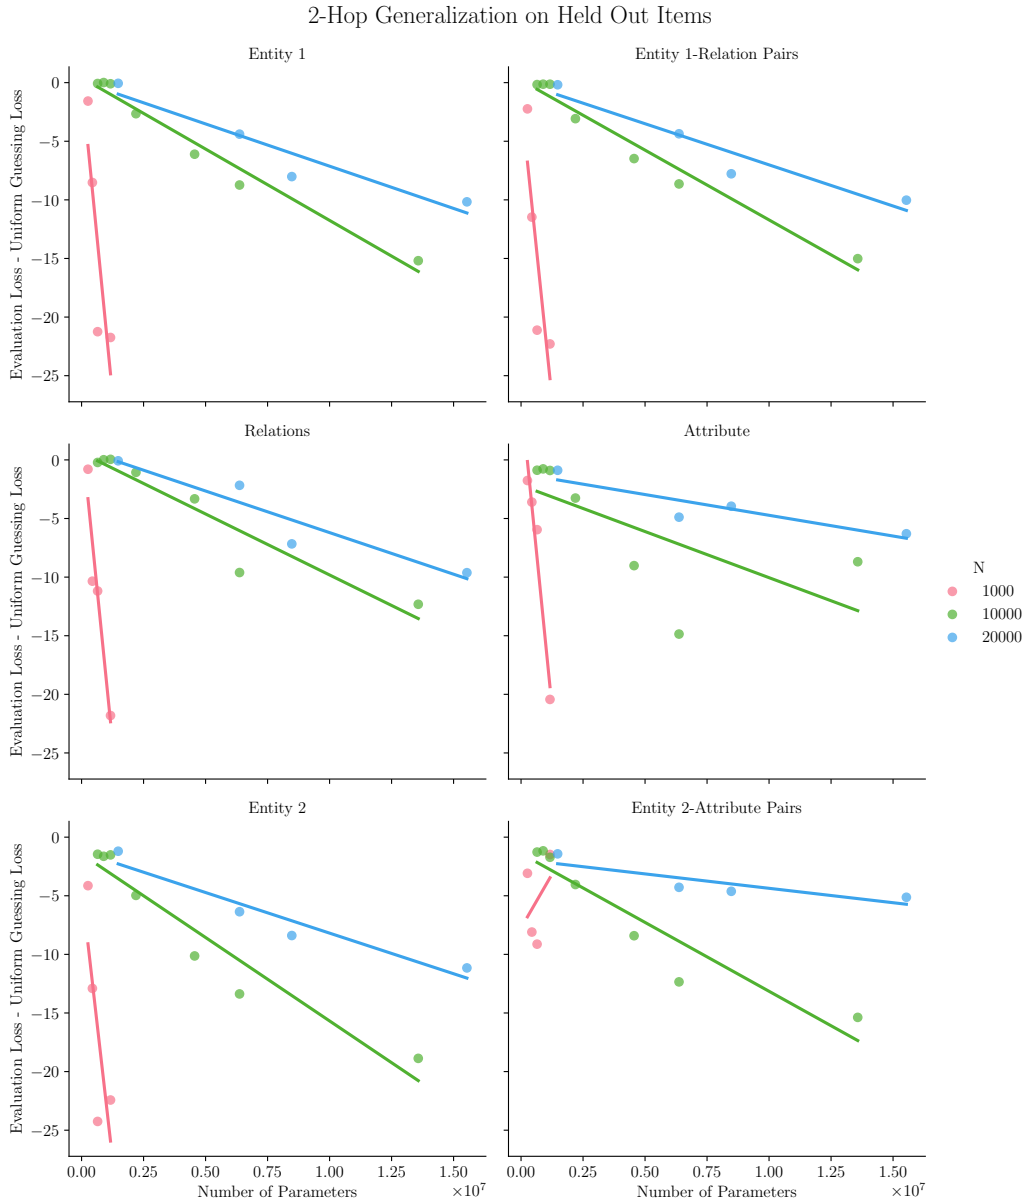 2-Hop Generalization on Held Out Items
Entity 1
Entity 1-Relation Pairs
Evaluation Loss - Uniform Guessing Loss
0
−5
−10
−15
−20
−25
Relations
Attribute
Evaluation Loss - Uniform Guessing Loss
0
−5
−10
−15
−20
−25
N
1000
10000
20000
Entity 2
Entity 2-Attribute Pairs
Evaluation Loss - Uniform Guessing Loss
0
−5
−10
−15
−20
−25
0.00 0.25 0.50 0.75 1.00 1.25 1.50
Number of Parameters ×10⁷
0.00 0.25 0.50 0.75 1.00 1.25 1.50
Number of Parameters ×10⁷